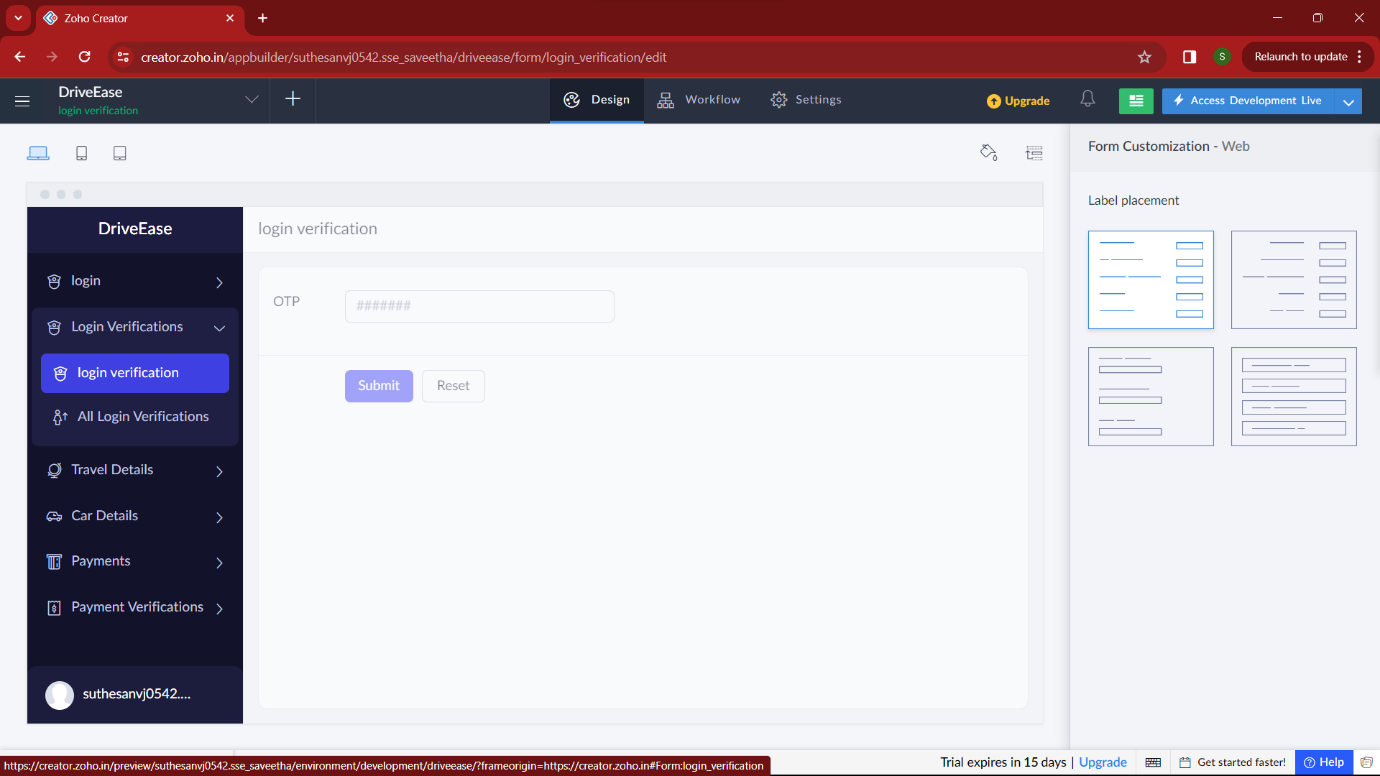 Zoho Creator
creator.zoho.in/appbuilder/suthesanvj0542.sse_saveetha/driveease/form/login_verification/edit
S
Relaunch to update
DriveEase
login verification
Design
Workflow
Settings
Upgrade
Access Development Live
Form Customization - Web
Label placement
DriveEase
login
Login Verifications
login verification
All Login Verifications
Travel Details
Car Details
Payments
Payment Verifications
suthesanvj0542....
login verification
OTP
#######
Submit
Reset
https://creator.zoho.in/preview/suthesanvj0542.sse_saveetha/environment/development/driveease/?frameorigin=https://creator.zoho.in#Form:login_verification
Trial expires in 15 days | Upgrade
Get started faster!
Help